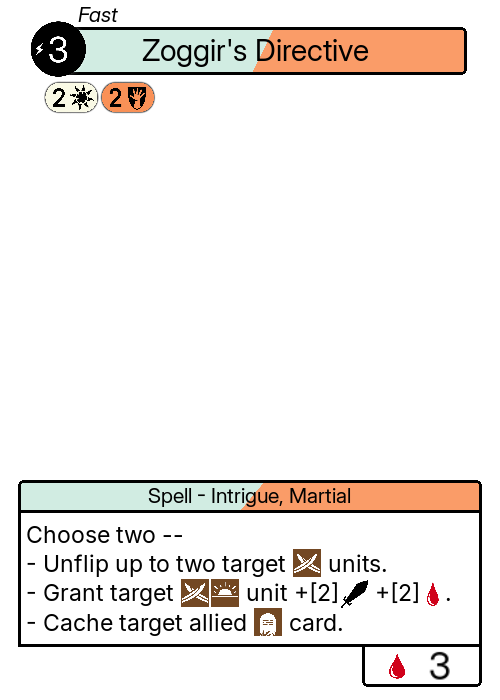 Fast
3
Zoggir's Directive
2 2
Spell - Intrigue, Martial
Choose two --
- Unflip up to two target units.
- Grant target unit +[2] +[2] .
- Cache target allied card.
3